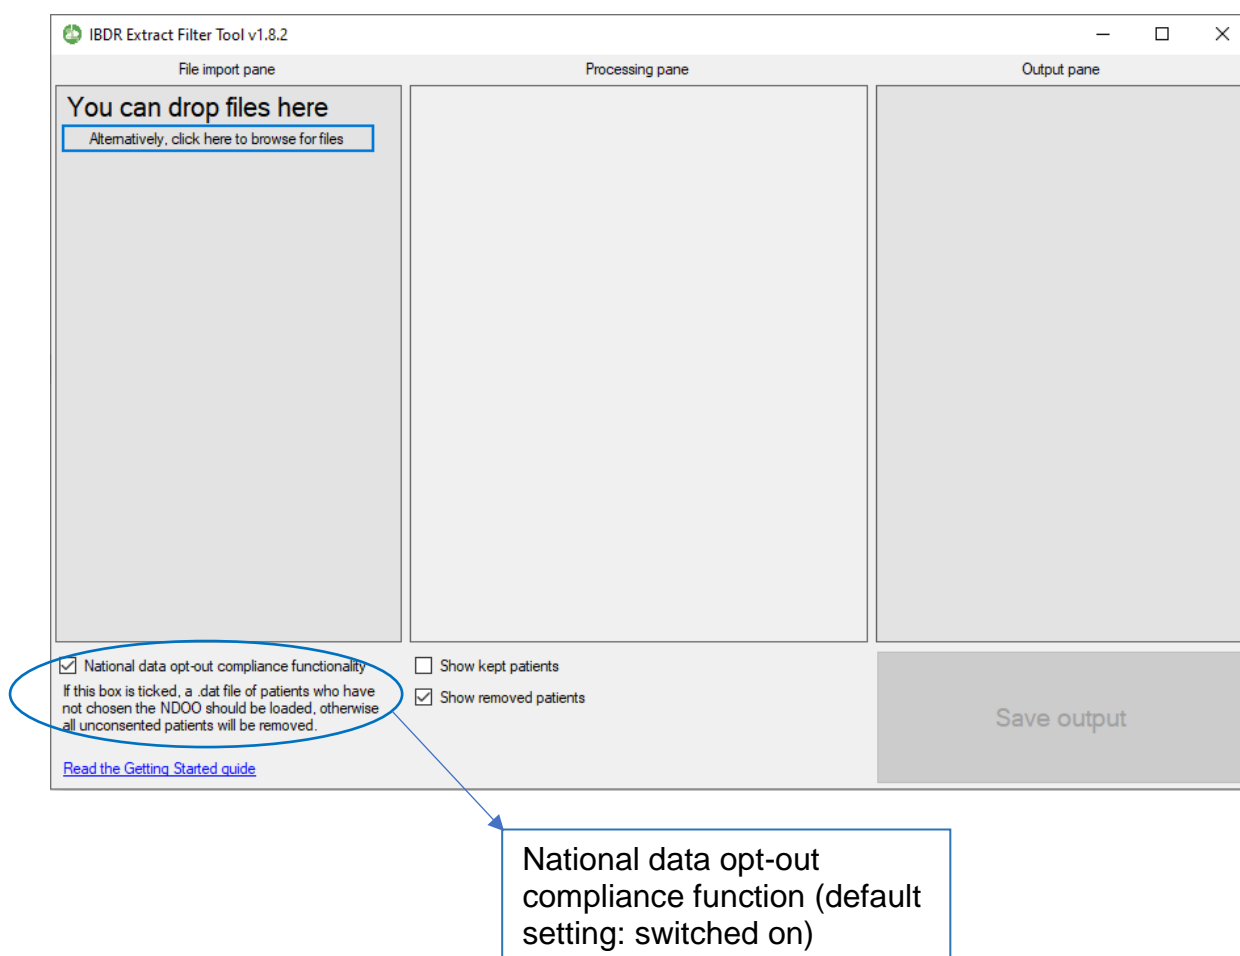 IBDR Extract Filter Tool v1.8.2
File import pane
Processing pane
Output pane
You can drop files here
Alternatively, click here to browse for files
National data opt-out compliance functionality
If this box is ticked, a .dat file of patients who have
not chosen the NDOO should be loaded, otherwise
all unconsented patients will be removed.
Read the Getting Started guide
Show kept patients
Show removed patients
Save output
National data opt-out
compliance function (default
setting: switched on)